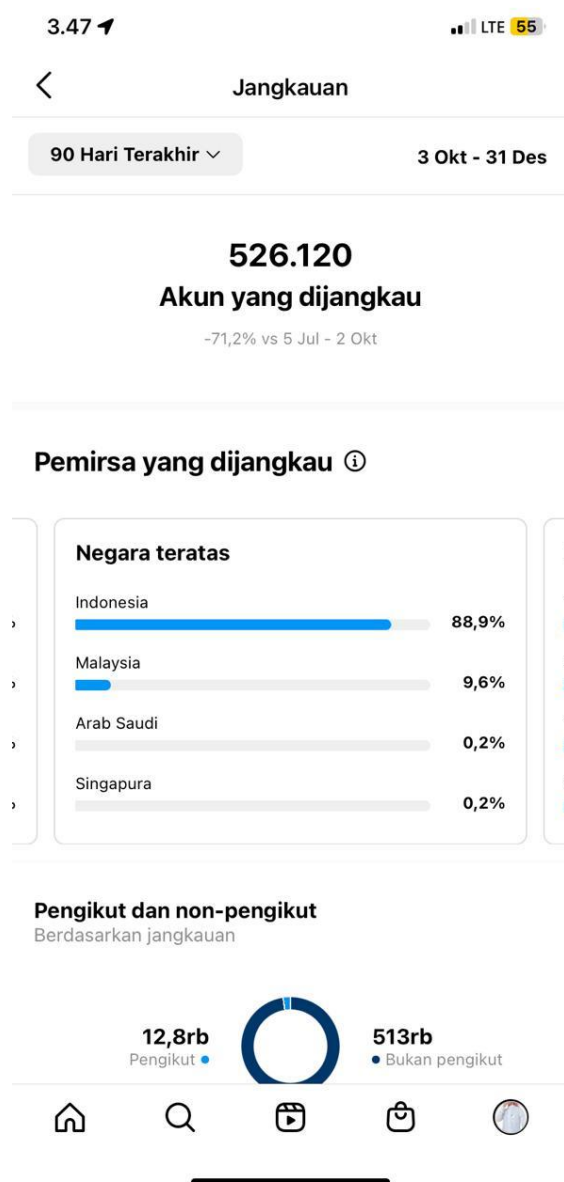 3.47
LTE 55
Jangkauan
90 Hari Terakhir
3 Okt - 31 Des
526.120
Akun yang dijangkau
-71,2% vs 5 Jul - 2 Okt
Pemirsa yang dijangkau
Negara teratas
Indonesia
88,9%
Malaysia
9,6%
Arab Saudi
0,2%
Singapura
0,2%
Pengikut dan non-pengikut
Berdasarkan jangkauan
12,8rb
Pengikut
513rb
Bukan pengikut